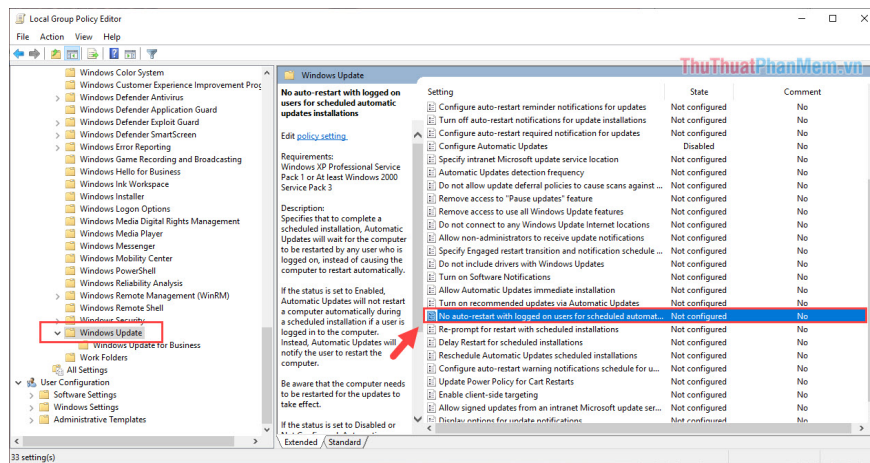 Local Group Policy Editor
File Action View Help
ThuThuatPhanMem.vn
Windows Color System
Windows Customer Experience Improvement Prog
Windows Defender Antivirus
Windows Defender Application Guard
Windows Defender Exploit Guard
Windows Defender SmartScreen
Windows Error Reporting
Windows Game Recording and Broadcasting
Windows Hello for Business
Windows Ink Workspace
Windows Installer
Windows Logon Options
Windows Media Digital Rights Management
Windows Media Player
Windows Messenger
Windows Mobility Center
Windows PowerShell
Windows Reliability Analysis
Windows Remote Management (WinRM)
Windows Remote Shell
Windows Security
Windows Update
Windows Update for Business
Work Folders
All Settings
User Configuration
Software Settings
Windows Settings
Administrative Templates
Windows Update
No auto-restart with logged on
users for scheduled automatic
updates installations
Edit policy setting
Requirements:
Windows XP Professional Service
Pack 1 or At least Windows 2000
Service Pack 3
Description:
Specifies that to complete a
scheduled installation, Automatic
Updates will wait for the computer
to be restarted by any user who is
logged on, instead of causing the
computer to restart automatically.
If the status is set to Enabled,
Automatic Updates will not restart
a computer automatically during
a scheduled installation if a user is
logged in to the computer.
Instead, Automatic Updates will
notify the user to restart the
computer.
Be aware that the computer needs
to be restarted for the updates to
take effect.
If the status is set to Disabled or
Setting State Comment
Configure auto-restart reminder notifications for updates Not configured No
Turn off auto-restart notifications for update installations Not configured No
Configure auto-restart required notification for updates Not configured No
Configure Automatic Updates Disabled No
Specify intranet Microsoft update service location Not configured No
Automatic Updates detection frequency Not configured No
Do not allow update deferral policies to cause scans against ... Not configured No
Remove access to "Pause updates" feature Not configured No
Remove access to use all Windows Update features Not configured No
Do not connect to any Windows Update Internet locations Not configured No
Allow non-administrators to receive update notifications Not configured No
Specify Engaged restart transition and notification schedule ... Not configured No
Do not include drivers with Windows Updates Not configured No
Turn on Software Notifications Not configured No
Allow Automatic Updates immediate installation Not configured No
Turn on recommended updates via Automatic Updates Not configured No
No auto-restart with logged on users for scheduled automat... Not configured No
Re-prompt for restart with scheduled installations Not configured No
Delay Restart for scheduled installations Not configured No
Reschedule Automatic Updates scheduled installations Not configured No
Configure auto-restart warning notifications schedule for u... Not configured No
Update Power Policy for Cart Restarts Not configured No
Enable client-side targeting Not configured No
Allow signed updates from an intranet Microsoft update ser... Not configured No
Display options for update notifications Not configured No
Extended Standard
33 setting(s)